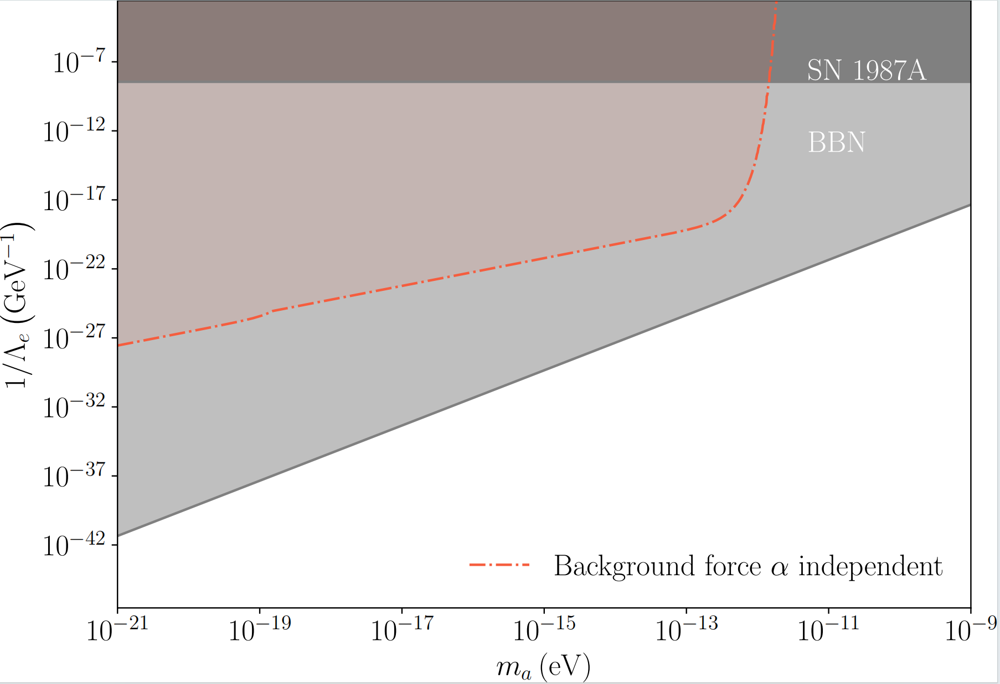 10⁻⁷
10⁻¹²
10⁻¹⁷
10⁻²²
10⁻²⁷
10⁻³²
10⁻³⁷
10⁻⁴²
1/Λₑ (GeV⁻¹)
SN 1987A
BBN
Background force α independent
10⁻²¹ 10⁻¹⁹ 10⁻¹⁷ 10⁻¹⁵ 10⁻¹³ 10⁻¹¹ 10⁻⁹
mₐ (eV)